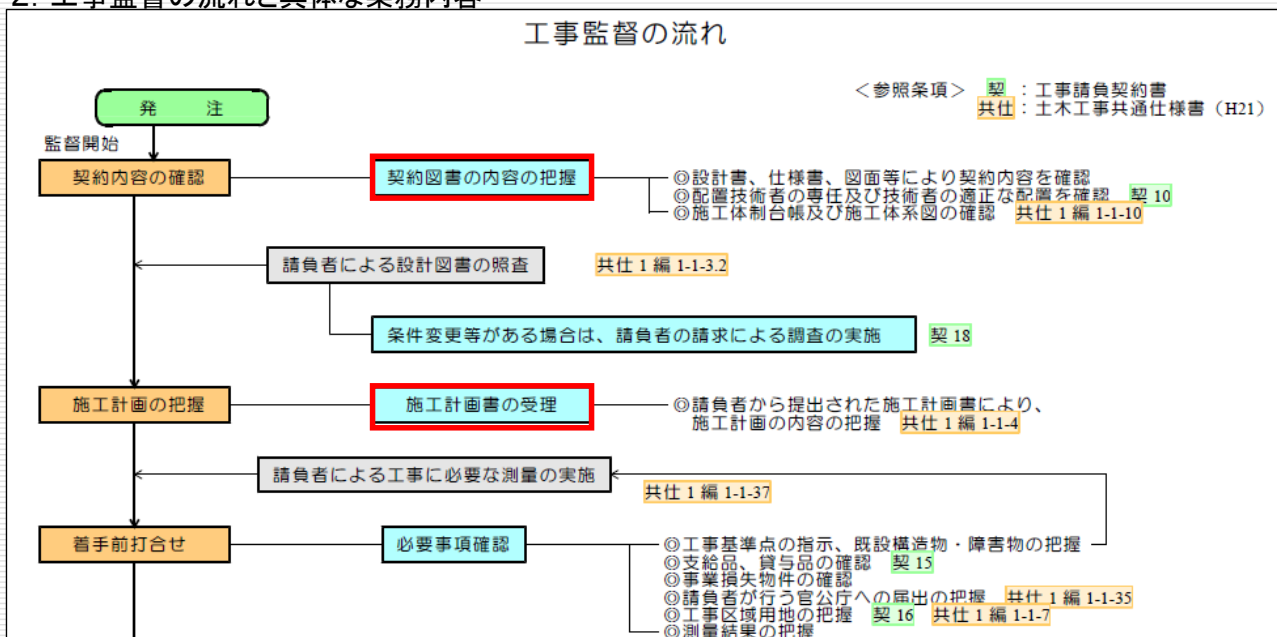 2. 工事監督の流れと具体な業務内容
工事監督の流れ
<参照条項> 契 : 工事請負契約書
共仕 : 土木工事共通仕様書 (H21)
発 注
監督開始
契約内容の確認
契約図書の内容の把握
◎設計書、仕様書、図面等により契約内容を確認
◎配置技術者の専任及び技術者の適正な配置を確認 契 10
◎施工体制台帳及び施工体系図の確認 共仕 1 編 1-1-10
請負者による設計図書の照査
共仕 1 編 1-1-3.2
条件変更等がある場合は、請負者の請求による調査の実施
契 18
施工計画の把握
施工計画書の受理
◎請負者から提出された施工計画書により、
施工計画の内容の把握 共仕 1 編 1-1-4
請負者による工事に必要な測量の実施
共仕 1 編 1-1-37
着手前打合せ
必要事項確認
◎工事基準点の指示、既設構造物・障害物の把握
◎支給品、貸与品の確認 契 15
◎事業損失物件の確認
◎請負者が行う官公庁への届出の把握 共仕 1 編 1-1-35
◎工事区域用地の把握 契 16 共仕 1 編 1-1-7
◎測量結果の把握